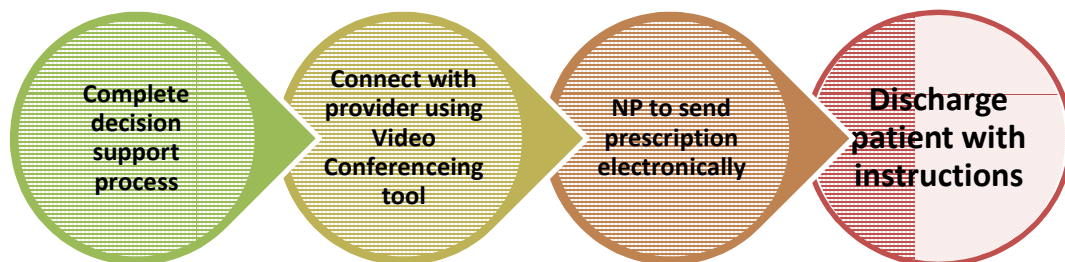 Complete
decision
support
process
Connect with
provider using
Video
Conferenceing
tool
NP to send
prescription
electronically
Discharge
patient with
instructions